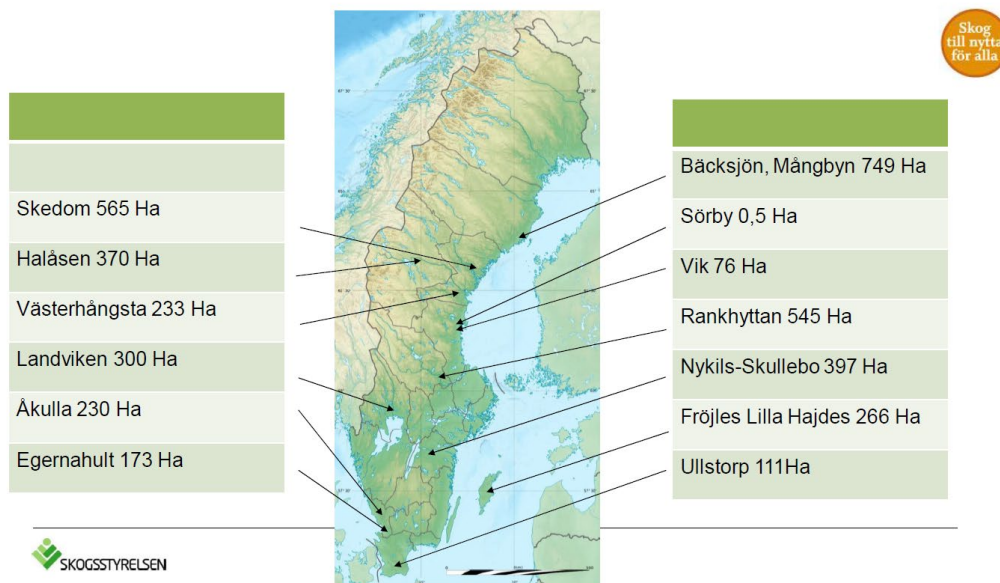 Skog
till nytta
för alla
Skedom 565 Ha
Halåsen 370 Ha
Västerhångsta 233 Ha
Landviken 300 Ha
Åkulla 230 Ha
Egernahult 173 Ha
Bäcksjön, Mångbyn 749 Ha
Sörby 0,5 Ha
Vik 76 Ha
Rankhyttan 545 Ha
Nykils-Skullebo 397 Ha
Fröjles Lilla Hajdes 266 Ha
Ullstorp 111Ha
SKOGSSTYRELSEN